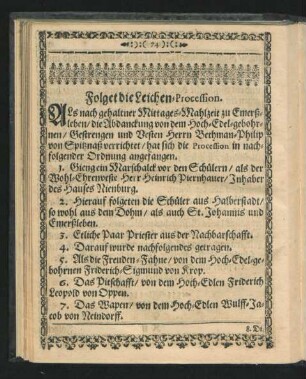 74
Folget die Leichen-Procession.
ALs nach gehaltener Mittages-Mahlzeit zu Emerß-
leben/ die Abdanckung von dem Hoch-Edel-gebohr-
nen/ Gestrengen und Vesten Herrn Bethman-Philip
von Spitznaß verrichtet/ hat sich die Procession in nach-
folgender Ordnung angefangen.
1. Gieng ein Marschalck vor den Schülern/ als der
Wohl-Ehrenveste Herr Heinrich Piernhauer/ Inhaber
des Hauses Nienburg.
2. Hierauf folgeten die Schüler aus Halberstadt/
so wohl aus dem Dohm/ als auch St. Johannis und
Emersleben.
3. Etliche Paar Priester aus der Nachbarschafft.
4. Darauf wurde nachfolgendes getragen.
5. Als die Freuden-Fahne/ von dem Hoch-Edel-ge-
bohrnen Friderich-Sigmund von Krop.
6. Das Pitschafft/ von dem Hoch-Edlen Friderich
Leopold von Oppen.
7. Das Wapen/ von dem Hoch-Edlen Wulff-Ja-
cob von Neindorff.